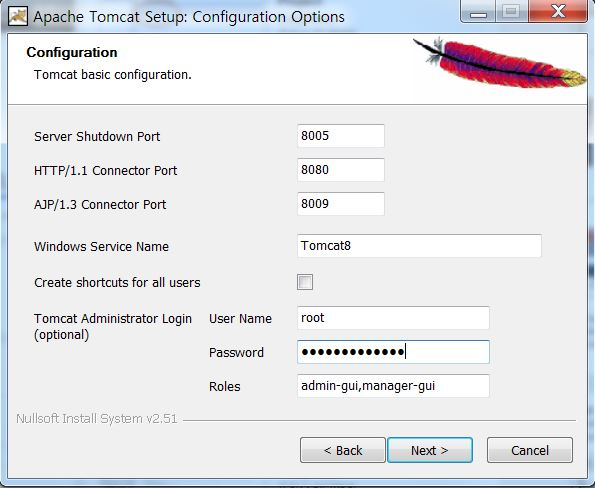 Apache Tomcat Setup: Configuration Options
Configuration
Tomcat basic configuration.
Server Shutdown Port 8005
HTTP/1.1 Connector Port 8080
AJP/1.3 Connector Port 8009
Windows Service Name Tomcat8
Create shortcuts for all users
Tomcat Administrator Login User Name root
(optional)
Password ●●●●●●●●●●●●●
Roles admin-gui,manager-gui
Nullsoft Install System v2.51
< Back Next > Cancel